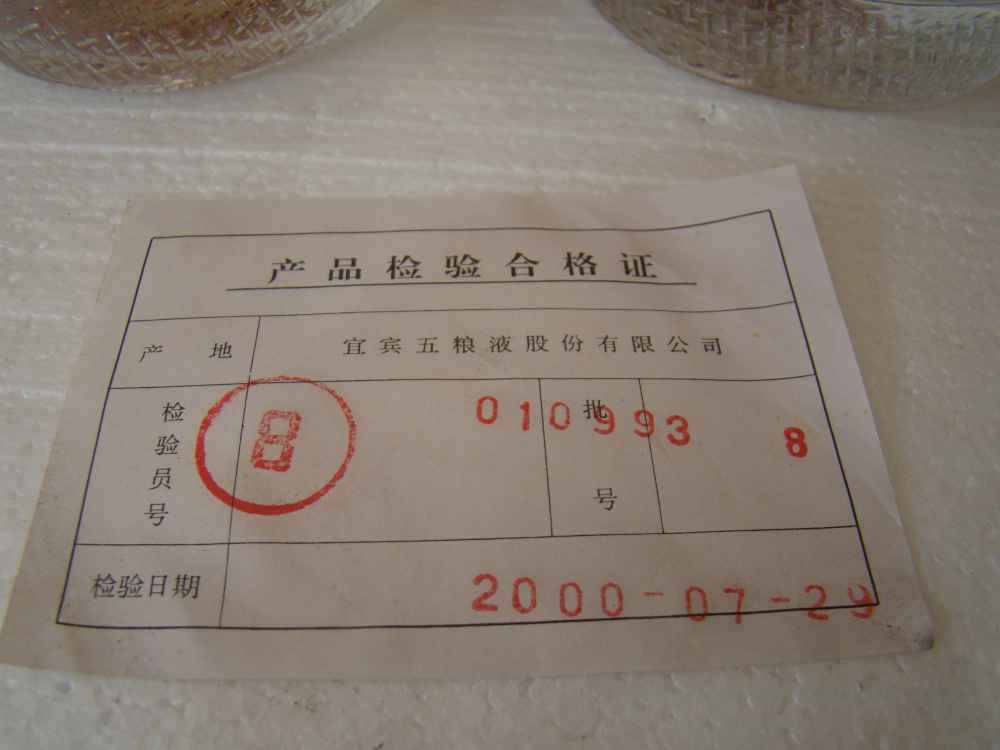 产品检验合格证
产地 宜宾五粮液股份有限公司
检验员号 8 批号 0109938 8
检验日期 2000-07-29